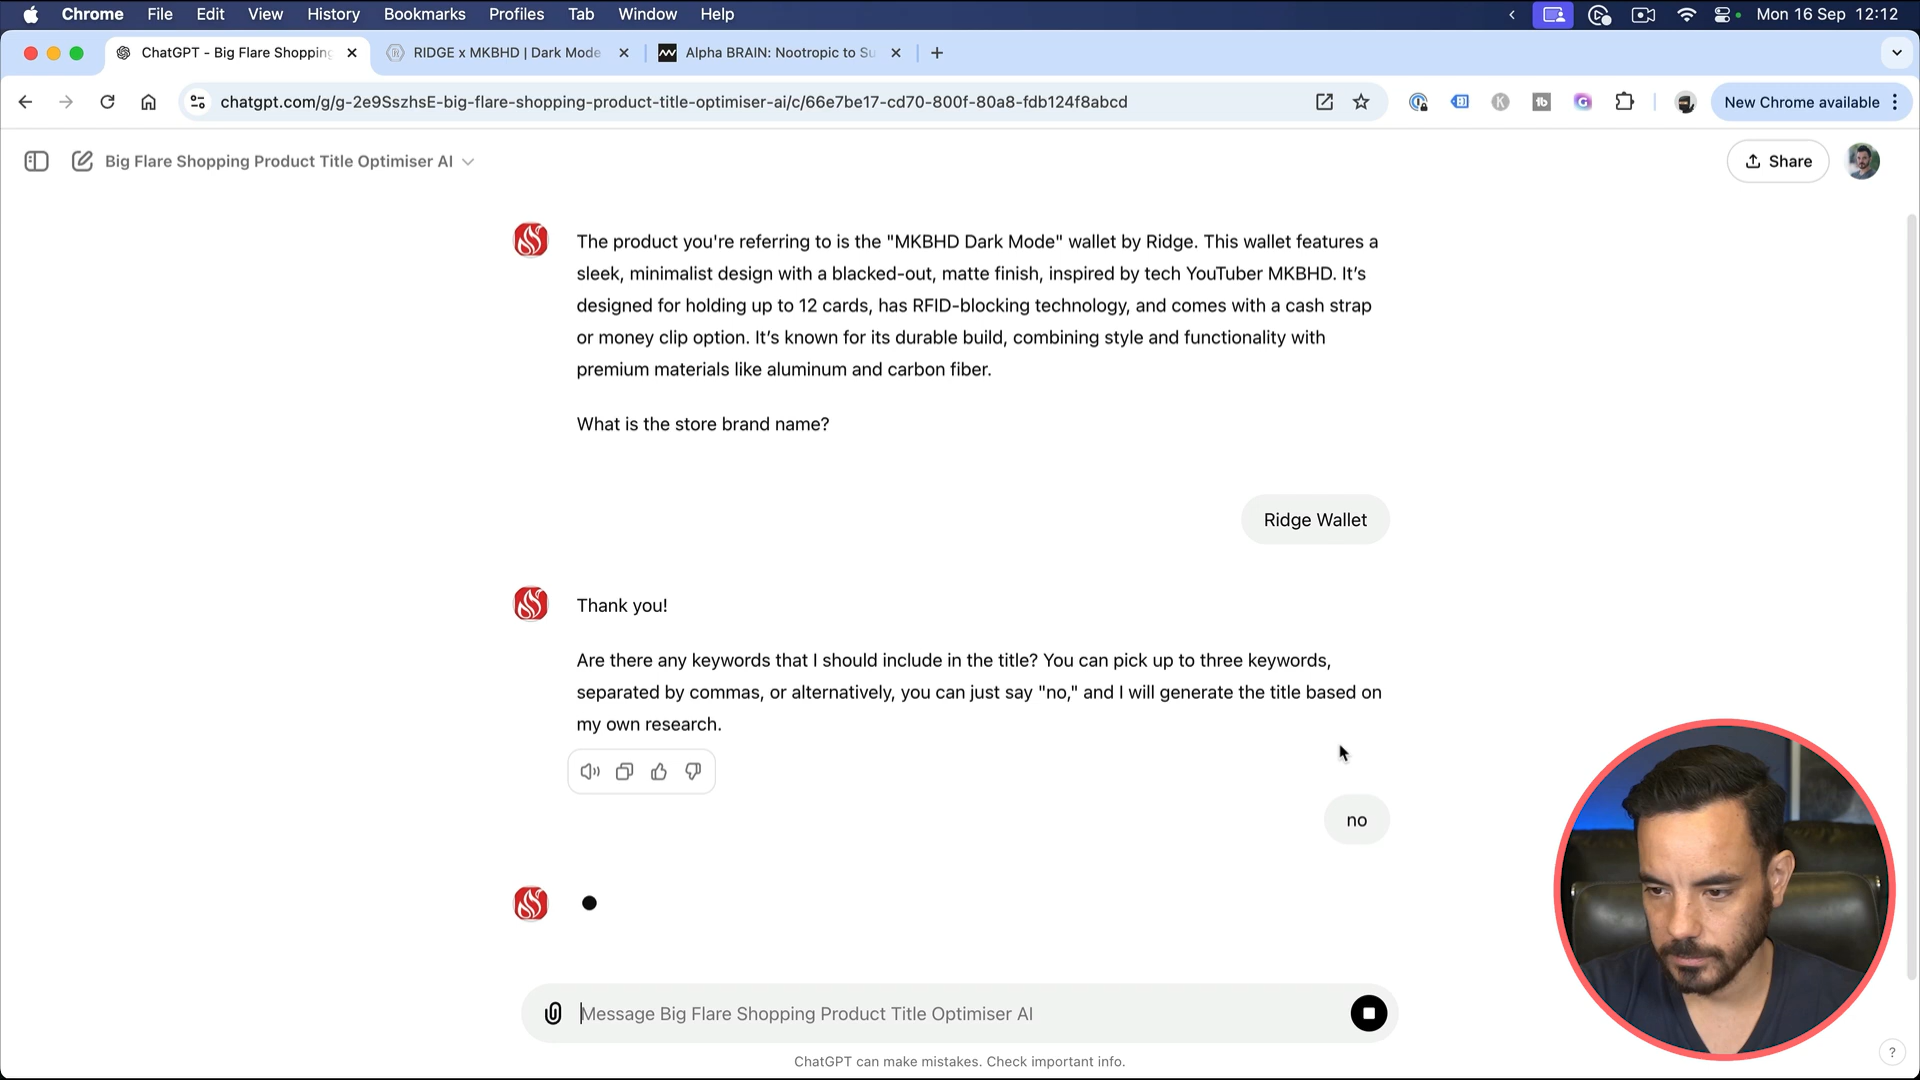 Chrome File Edit View History Bookmarks Profiles Tab Window Help Mon 16 Sep 12:12
ChatGPT - Big Flare Shopping RIDGE x MKBHD | Dark Mode Alpha BRAIN: Nootropic to Su
chatgpt.com/g/g-2e9SszhsE-big-flare-shopping-product-title-optimiser-ai/c/66e7be17-cd70-800f-80a8-fdb124f8abcd New Chrome available
Big Flare Shopping Product Title Optimiser AI Share
The product you're referring to is the "MKBHD Dark Mode" wallet by Ridge. This wallet features a
sleek, minimalist design with a blacked-out, matte finish, inspired by tech YouTuber MKBHD. It’s
designed for holding up to 12 cards, has RFID-blocking technology, and comes with a cash strap
or money clip option. It’s known for its durable build, combining style and functionality with
premium materials like aluminum and carbon fiber.
What is the store brand name?
Ridge Wallet
Thank you!
Are there any keywords that I should include in the title? You can pick up to three keywords,
separated by commas, or alternatively, you can just say "no," and I will generate the title based on
my own research.
no
Message Big Flare Shopping Product Title Optimiser AI
ChatGPT can make mistakes. Check important info.
?